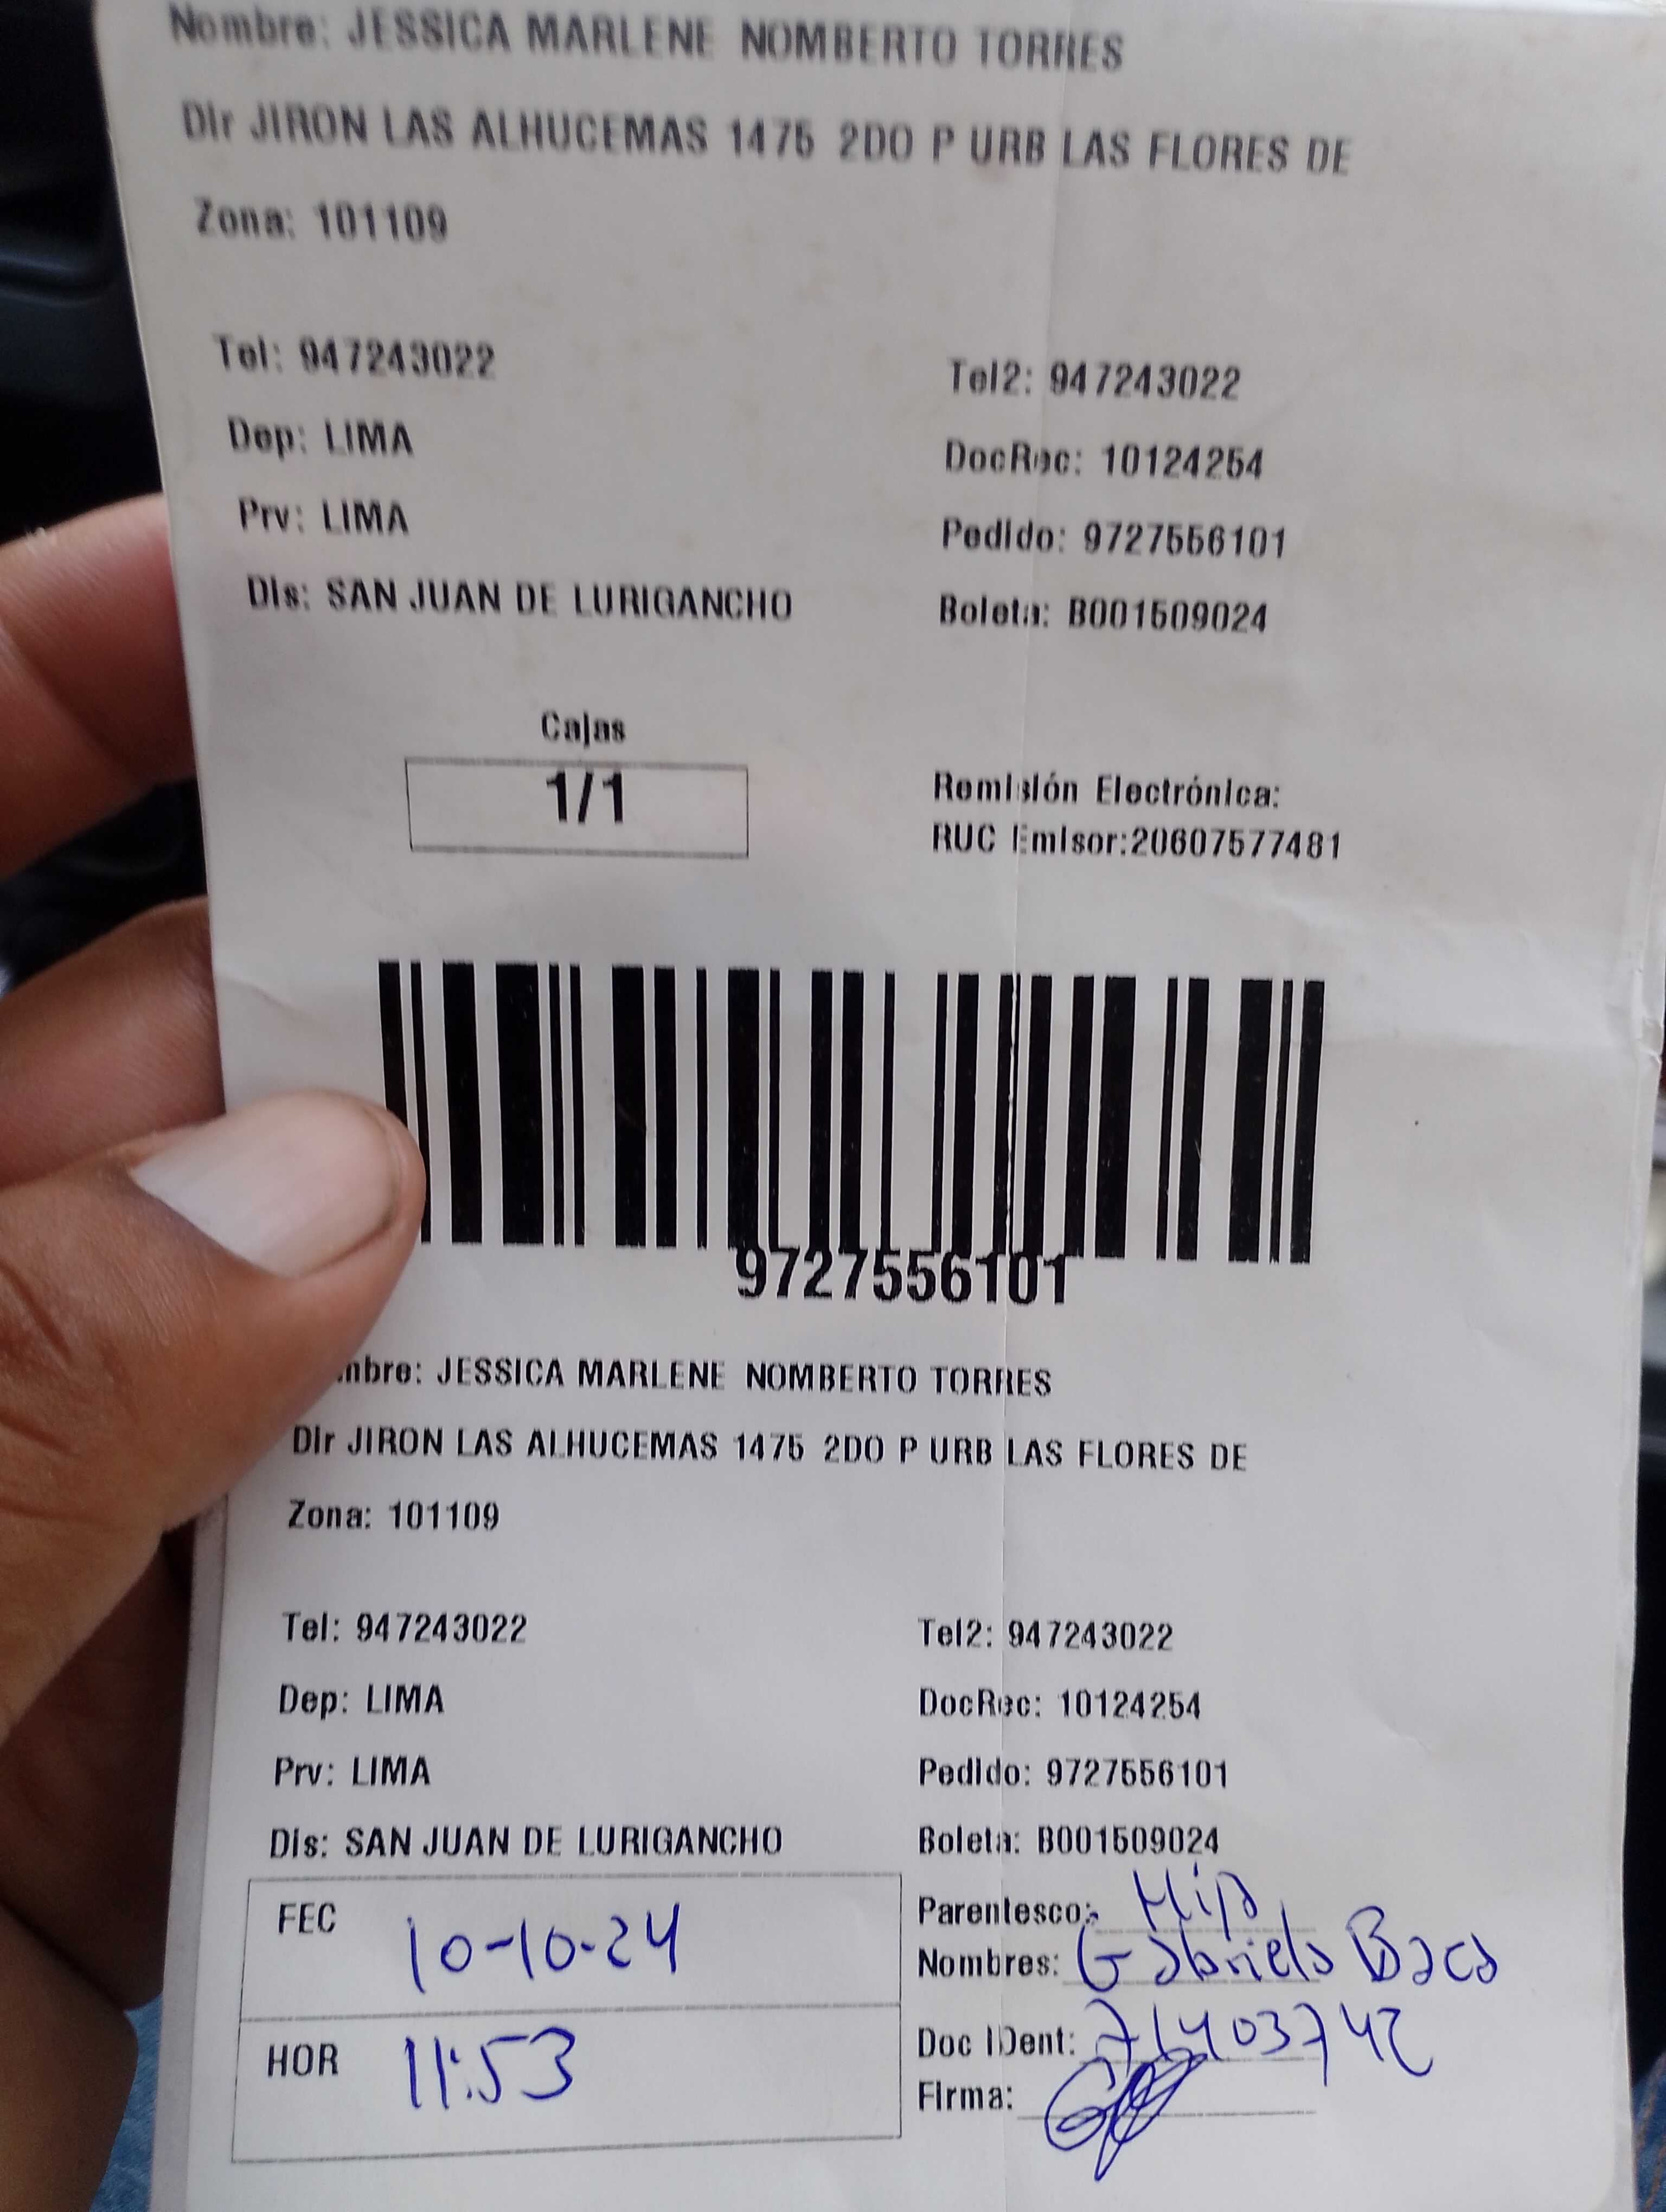 Nombre: JESSICA MARLENE NOMBERTO TORRES
Dir JIRON LAS ALHUCEMAS 1475 2DO P URB LAS FLORES DE
Zona: 101109
Tel: 947243022 Tel2: 947243022
Dep: LIMA DocRec: 10124254
Prv: LIMA Pedido: 9727556101
Dis: SAN JUAN DE LURIGANCHO Boleta: B001509024
Cajas
1/1
Remisión Electrónica:
RUC Emisor:20607577481
9727556101
mbre: JESSICA MARLENE NOMBERTO TORRES
Dir JIRON LAS ALHUCEMAS 1475 2DO P URB LAS FLORES DE
Zona: 101109
Tel: 947243022 Tel2: 947243022
Dep: LIMA DocRec: 10124254
Prv: LIMA Pedido: 9727556101
Dis: SAN JUAN DE LURIGANCHO Boleta: B001509024
FEC 10-10-24
HOR 11:53
Parentesco: Hija
Nombres: Gabriela Baca
Doc IDent: 71403742
Firma: